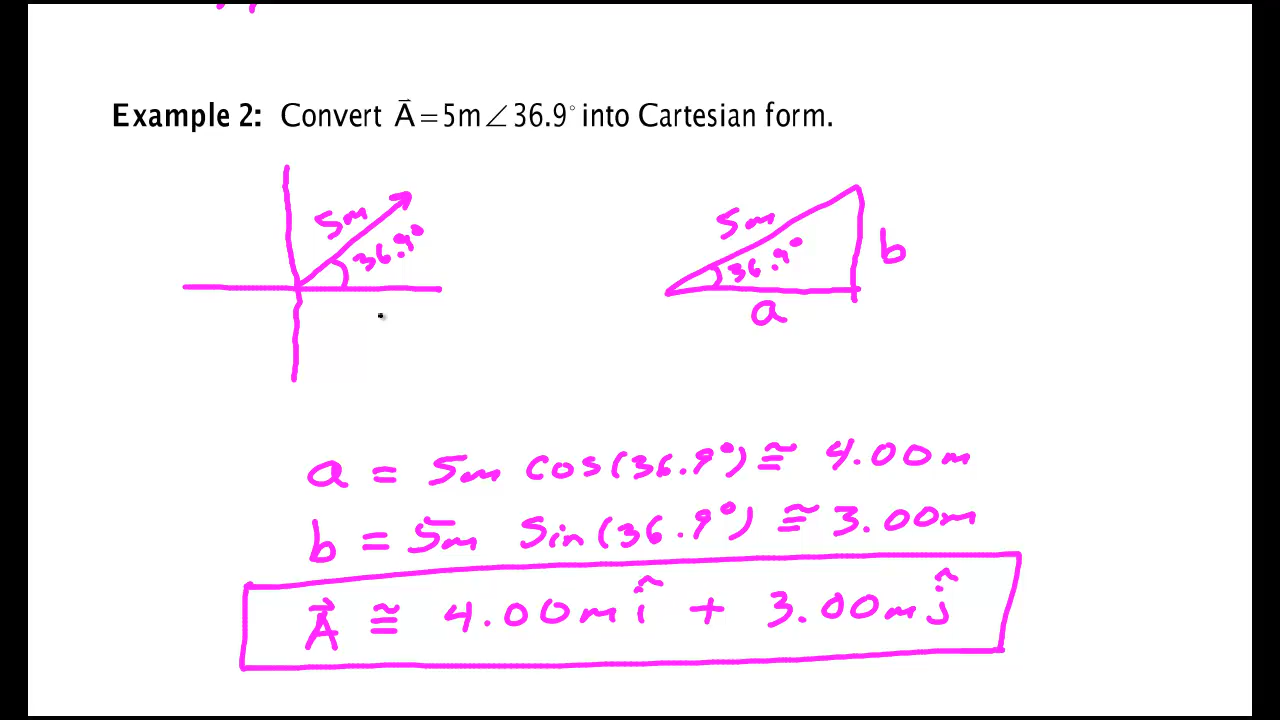 Example 2: Convert A⃗ = 5m∠36.9° into Cartesian form.
5m
36.9°
5m
36.9°
b
a
a = 5m cos(36.9°) ≅ 4.00m
b = 5m sin(36.9°) ≅ 3.00m
A⃗ ≅ 4.00m î + 3.00m ĵ